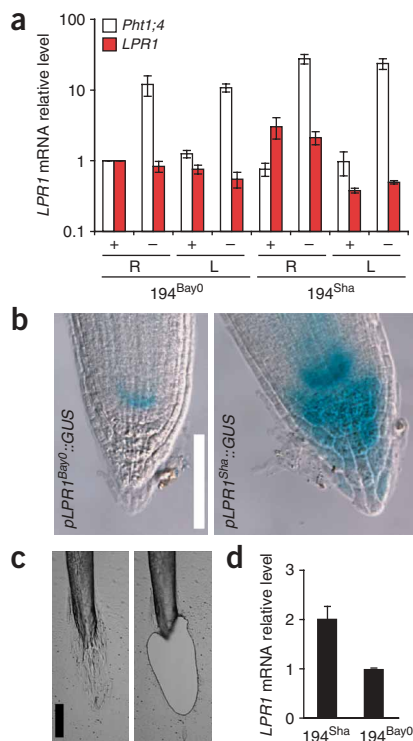 a
Pht1;4
LPR1
LPR1 mRNA relative level
100
10
1
0.1
+ − + − + − + −
R L R L
194Bay0 194Sha
b
pLPR1Bay0::GUS
pLPR1Sha::GUS
c
d
LPR1 mRNA relative level
3
2
1
0
194Sha 194Bay0